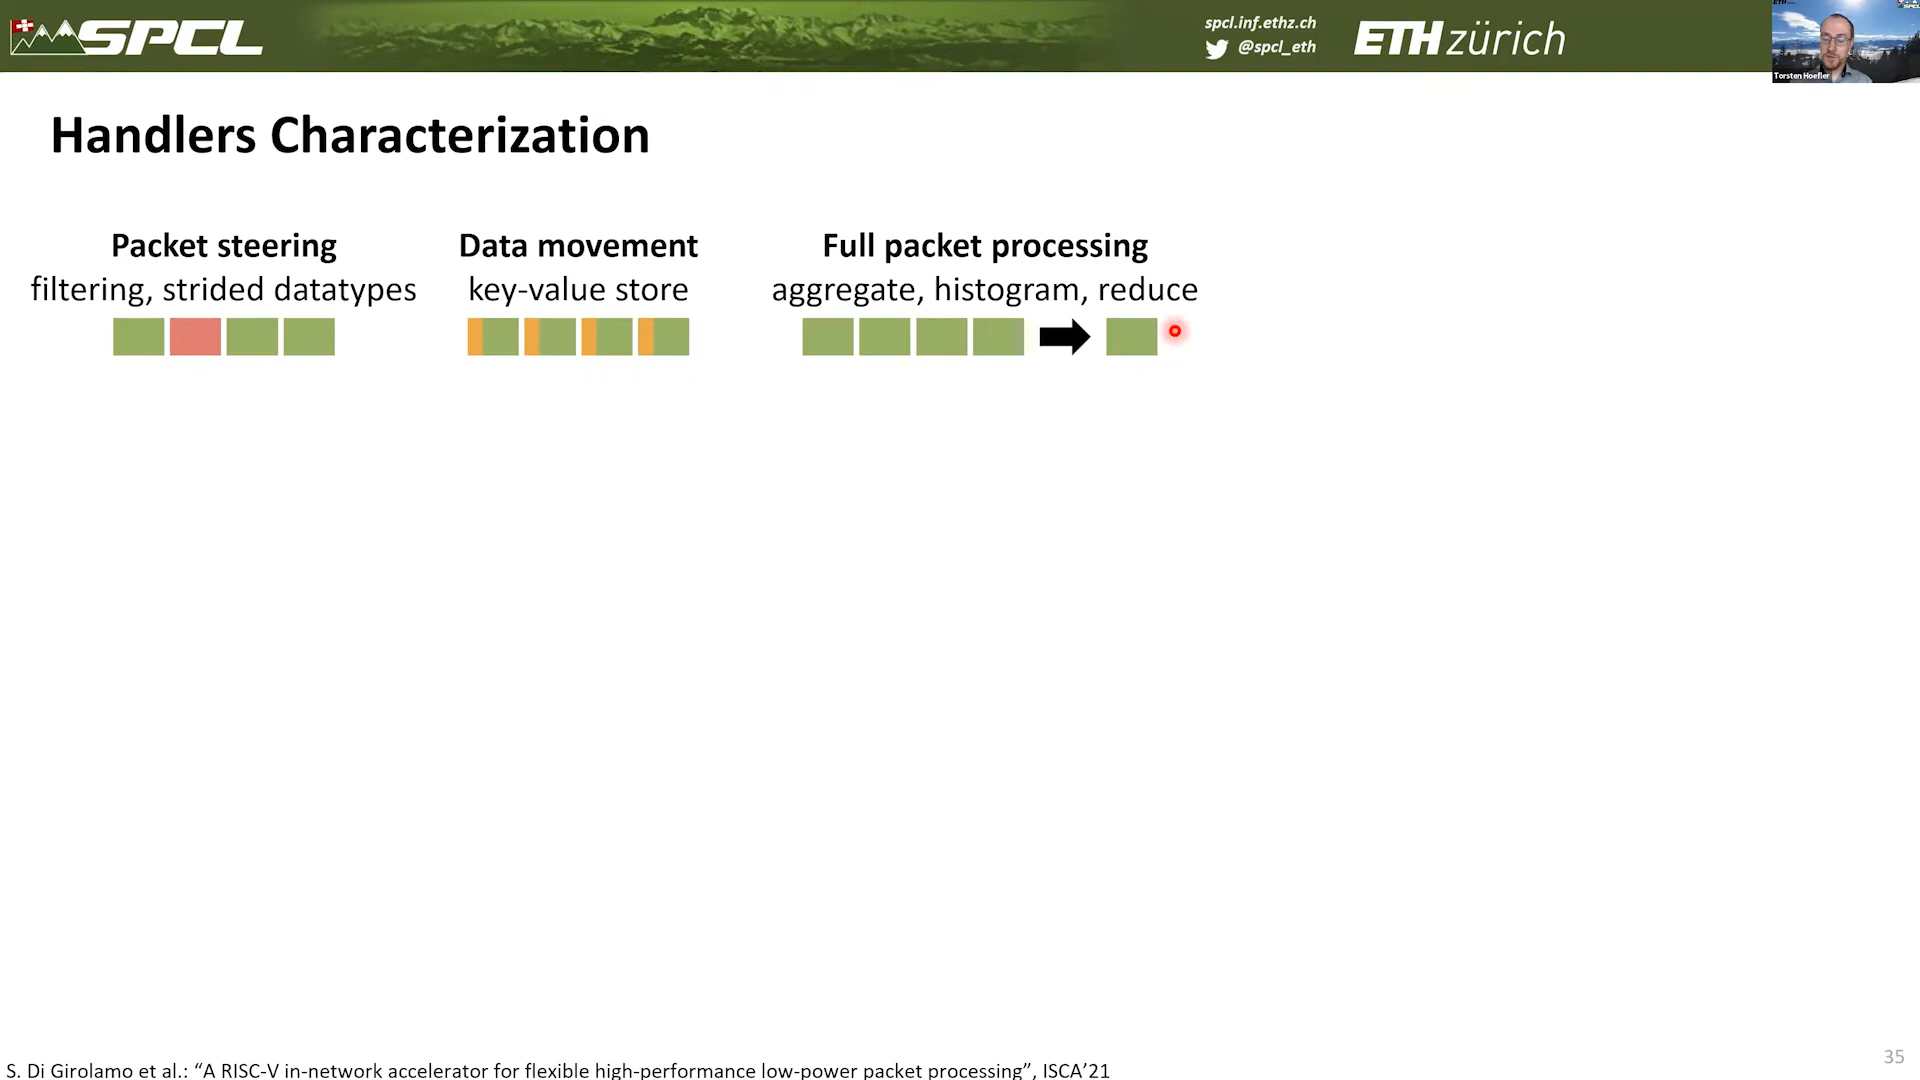 SPCL
spcl.inf.ethz.ch
@spcl_eth
ETH zürich
Torsten Hoefler
Handlers Characterization
Packet steering
filtering, strided datatypes
Data movement
key-value store
Full packet processing
aggregate, histogram, reduce
35
S. Di Girolamo et al.: “A RISC-V in-network accelerator for flexible high-performance low-power packet processing”, ISCA’21